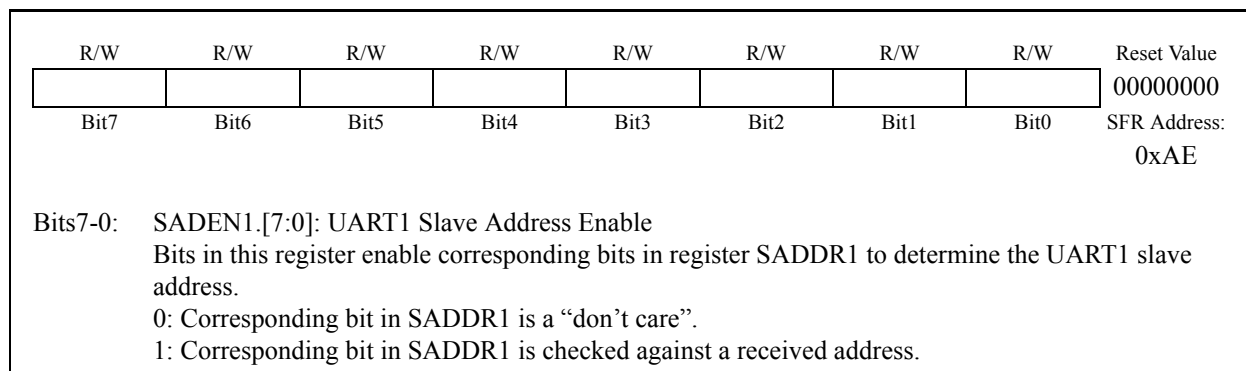 R/W R/W R/W R/W R/W R/W R/W R/W Reset Value
00000000
Bit7 Bit6 Bit5 Bit4 Bit3 Bit2 Bit1 Bit0 SFR Address:
0xAE
Bits7-0: SADEN1.[7:0]: UART1 Slave Address Enable
Bits in this register enable corresponding bits in register SADDR1 to determine the UART1 slave
address.
0: Corresponding bit in SADDR1 is a “don’t care”.
1: Corresponding bit in SADDR1 is checked against a received address.